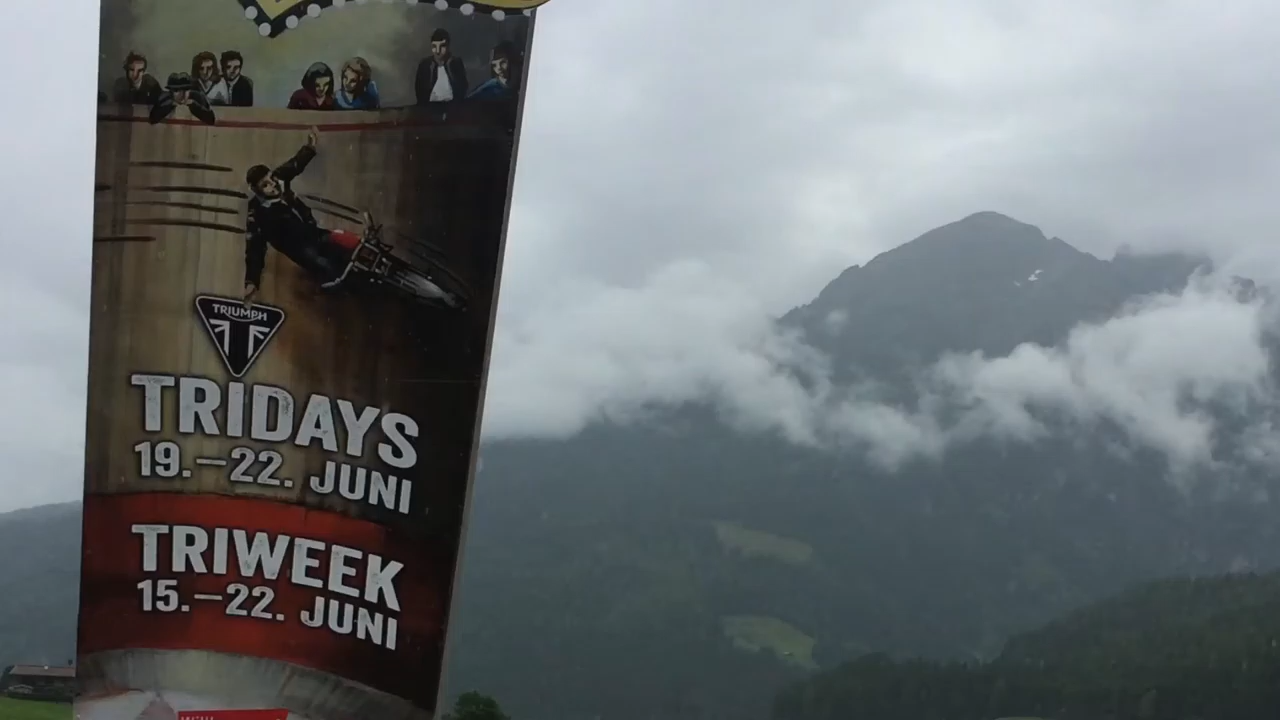 TRIUMPH
TRIDAYS
19.–22. JUNI
TRIWEEK
15.–22. JUNI